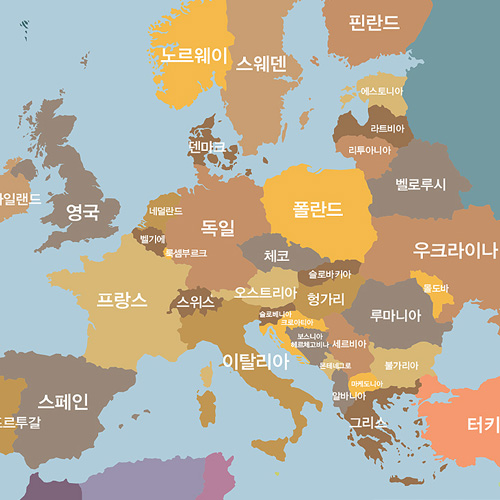 핀란드
노르웨이
스웨덴
에스토니아
라트비아
덴마크
리투아니아
벨로루시
아일랜드
영국
네덜란드
폴란드
독일
벨기에
룩셈부르크
체코
우크라이나
슬로바키아
몰도바
프랑스
스위스
오스트리아
헝가리
슬로베니아
크로아티아
루마니아
보스니아
헤르체고비나
세르비아
이탈리아
몬테네그로
불가리아
마케도니아
알바니아
스페인
포르투갈
그리스
터키